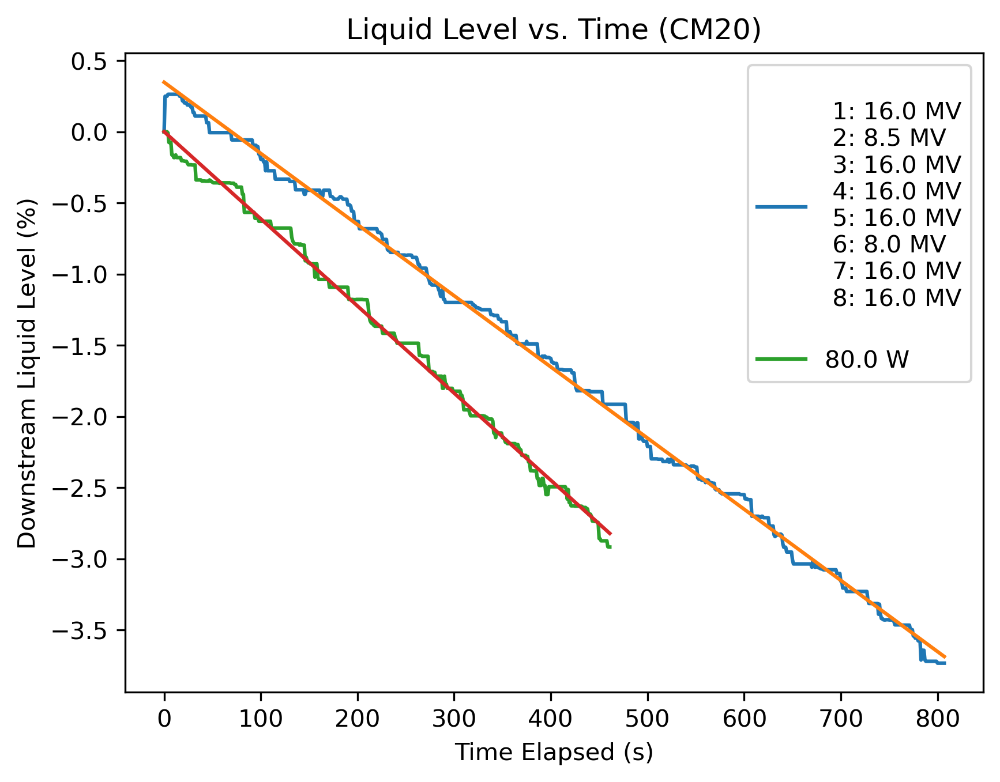 Liquid Level vs. Time (CM20)
Downstream Liquid Level (%)
0.5
0.0
−0.5
−1.0
−1.5
−2.0
−2.5
−3.0
−3.5
1: 16.0 MV
2: 8.5 MV
3: 16.0 MV
4: 16.0 MV
5: 16.0 MV
6: 8.0 MV
7: 16.0 MV
8: 16.0 MV
80.0 W
0 100 200 300 400 500 600 700 800
Time Elapsed (s)